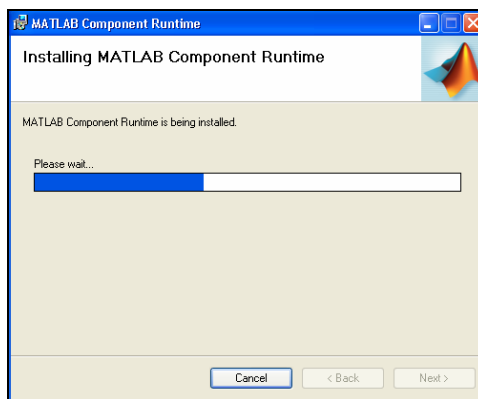 MATLAB Component Runtime
Installing MATLAB Component Runtime
MATLAB Component Runtime is being installed.
Please wait...
Cancel
< Back
Next >